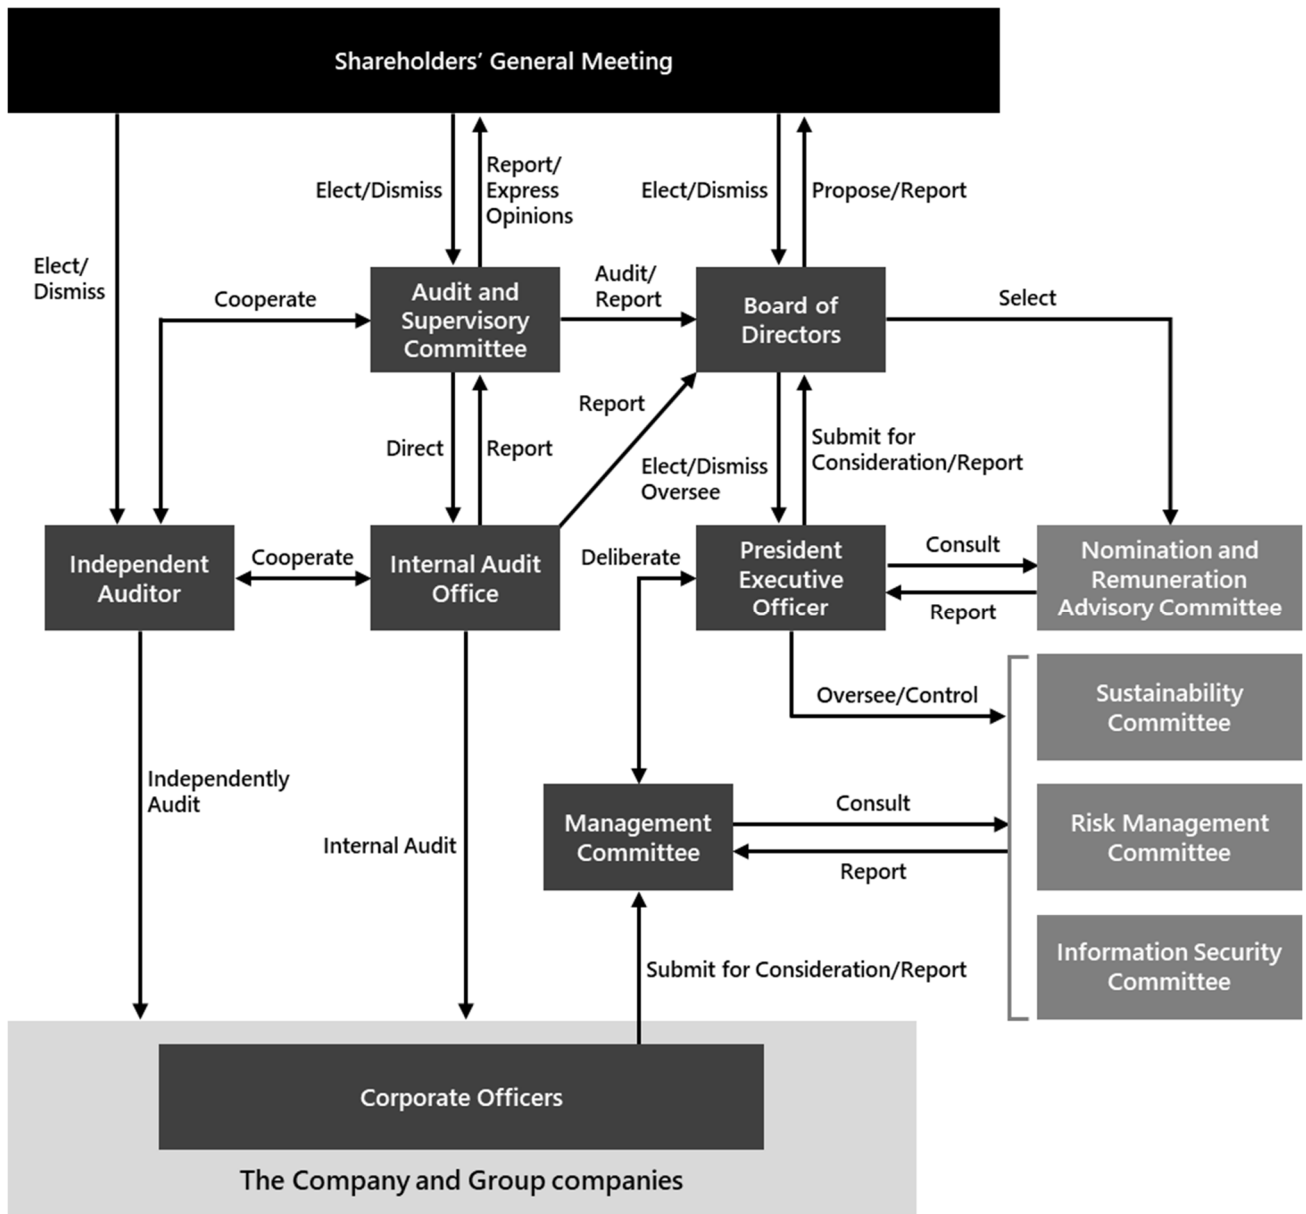 Shareholders’ General Meeting
Elect/Dismiss
Report/
Express
Opinions
Elect/Dismiss
Propose/Report
Elect/
Dismiss
Cooperate
Audit and
Supervisory
Committee
Audit/
Report
Board of
Directors
Select
Direct
Report
Report
Elect/Dismiss
Oversee
Submit for
Consideration/Report
Independent
Auditor
Cooperate
Internal Audit
Office
Deliberate
President
Executive
Officer
Consult
Report
Nomination and
Remuneration
Advisory Committee
Oversee/Control
Sustainability
Committee
Independently
Audit
Internal Audit
Management
Committee
Consult
Report
Risk Management
Committee
Submit for Consideration/Report
Information Security
Committee
Corporate Officers
The Company and Group companies